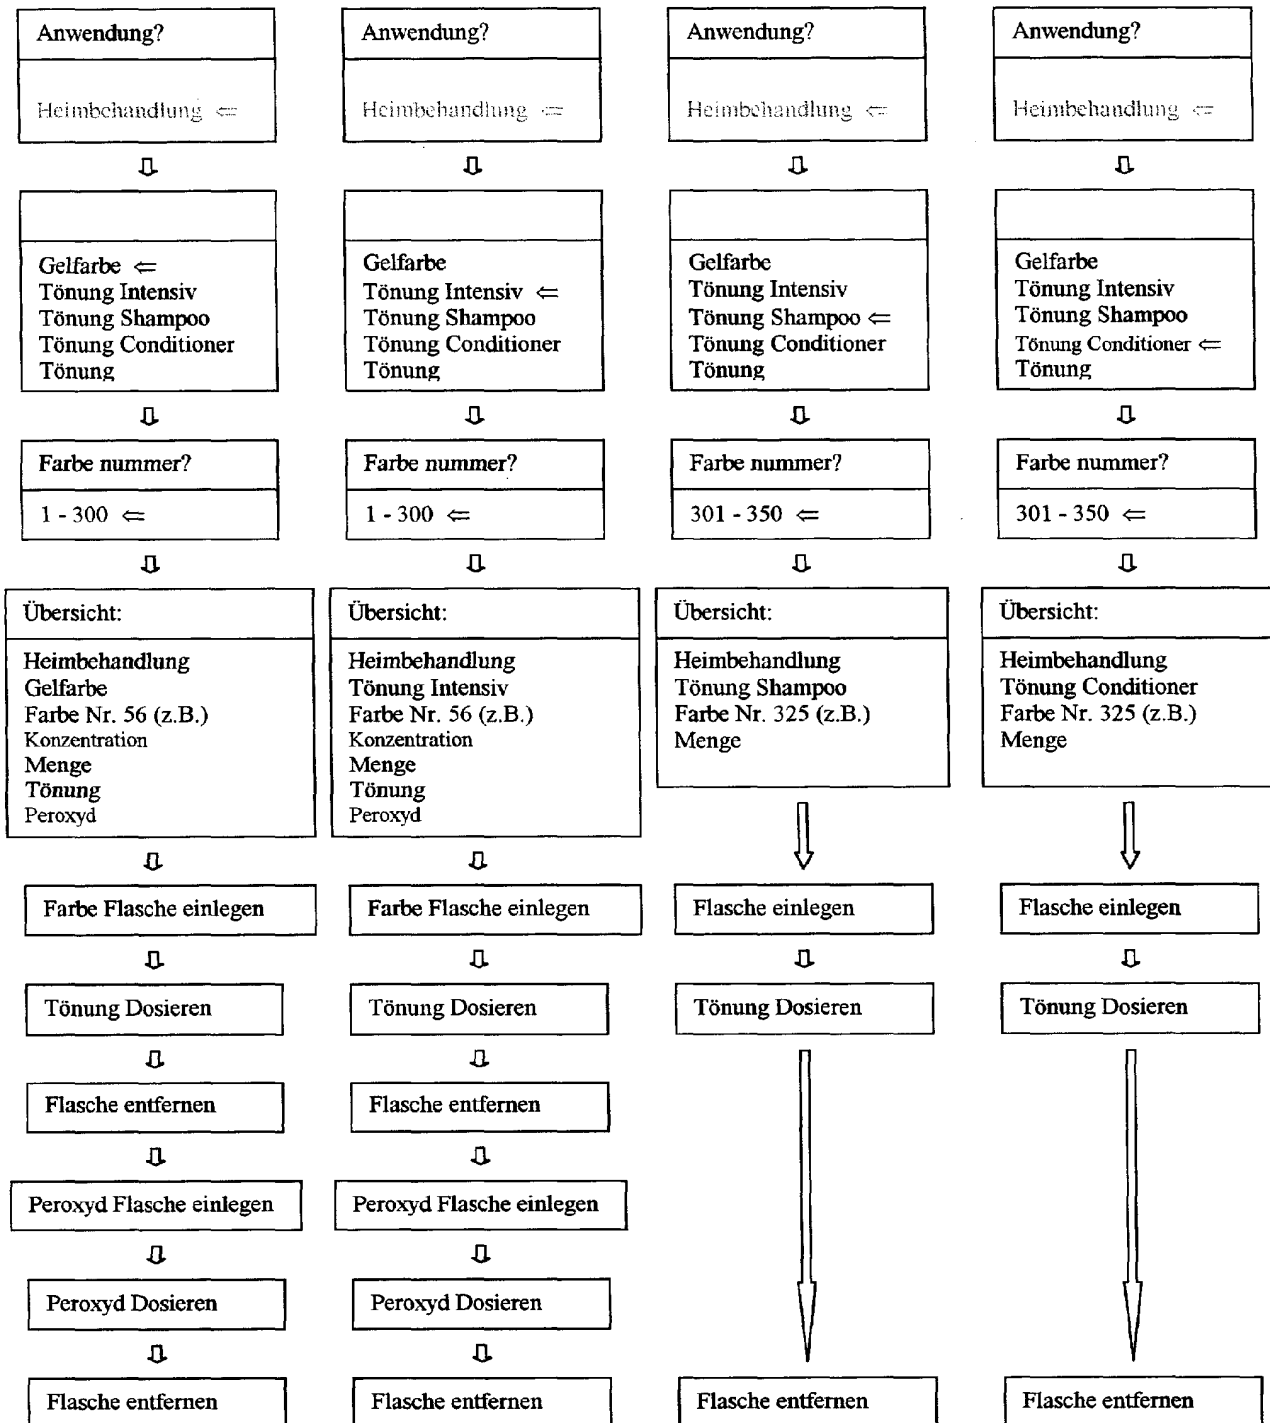 Anwendung?
Heimbehandlung ⇐
Gelfarbe ⇐
Tönung Intensiv
Tönung Shampoo
Tönung Conditioner
Tönung
Farbe nummer?
1 - 300 ⇐
Übersicht:
Heimbehandlung
Gelfarbe
Farbe Nr. 56 (z.B.)
Konzentration
Menge
Tönung
Peroxyd
Farbe Flasche einlegen
Tönung Dosieren
Flasche entfernen
Peroxyd Flasche einlegen
Peroxyd Dosieren
Flasche entfernen
Anwendung?
Heimbehandlung ⇐
Gelfarbe
Tönung Intensiv ⇐
Tönung Shampoo
Tönung Conditioner
Tönung
Farbe nummer?
1 - 300 ⇐
Übersicht:
Heimbehandlung
Tönung Intensiv
Farbe Nr. 56 (z.B.)
Konzentration
Menge
Tönung
Peroxyd
Farbe Flasche einlegen
Tönung Dosieren
Flasche entfernen
Peroxyd Flasche einlegen
Peroxyd Dosieren
Flasche entfernen
Anwendung?
Heimbehandlung ⇐
Gelfarbe
Tönung Intensiv
Tönung Shampoo ⇐
Tönung Conditioner
Tönung
Farbe nummer?
301 - 350 ⇐
Übersicht:
Heimbehandlung
Tönung Shampoo
Farbe Nr. 325 (z.B.)
Menge
Flasche einlegen
Tönung Dosieren
Flasche entfernen
Anwendung?
Heimbehandlung ⇐
Gelfarbe
Tönung Intensiv
Tönung Shampoo
Tönung Conditioner ⇐
Tönung
Farbe nummer?
301 - 350 ⇐
Übersicht:
Heimbehandlung
Tönung Conditioner
Farbe Nr. 325 (z.B.)
Menge
Flasche einlegen
Tönung Dosieren
Flasche entfernen